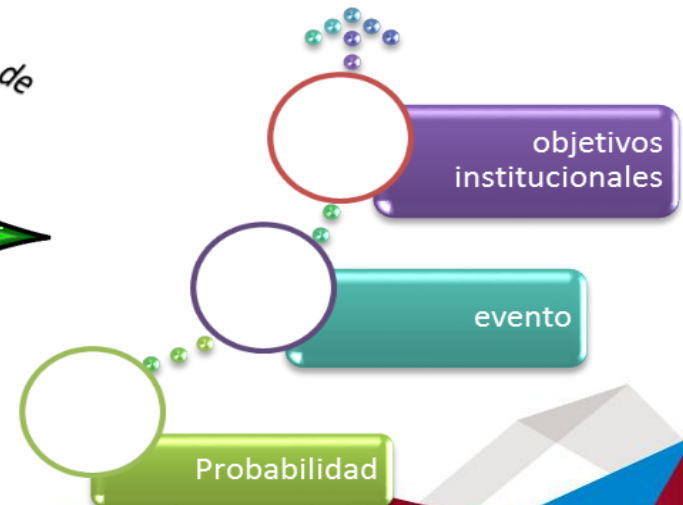 de
objetivos
institucionales
evento
Probabilidad